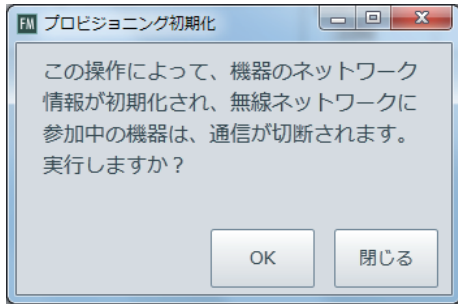 FM プロビジョニング初期化
この操作によって、機器のネットワーク
情報が初期化され、無線ネットワークに
参加中の機器は、通信が切断されます。
実行しますか？
OK 閉じる